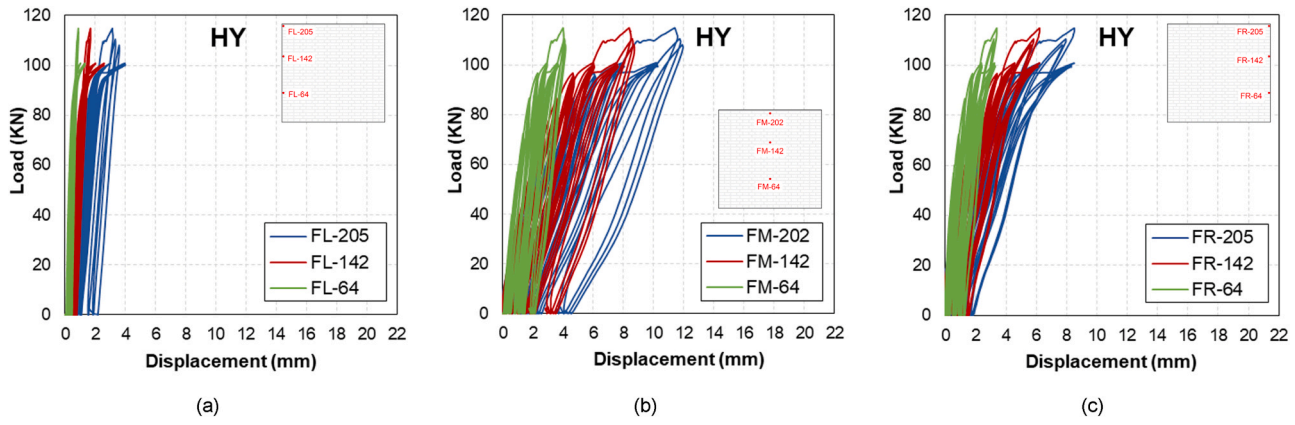 120
100
80
60
40
20
0
Load (KN)
HY
FL-205
FL-142
FL-64
FL-205
FL-142
FL-64
0 2 4 6 8 10 12 14 16 18 20 22
Displacement (mm)
(a)
120
100
80
60
40
20
0
Load (KN)
HY
FM-202
FM-142
FM-64
FM-202
FM-142
FM-64
0 2 4 6 8 10 12 14 16 18 20 22
Displacement (mm)
(b)
120
100
80
60
40
20
0
Load (KN)
HY
FR-205
FR-142
FR-64
FR-205
FR-142
FR-64
0 2 4 6 8 10 12 14 16 18 20 22
Displacement (mm)
(c)